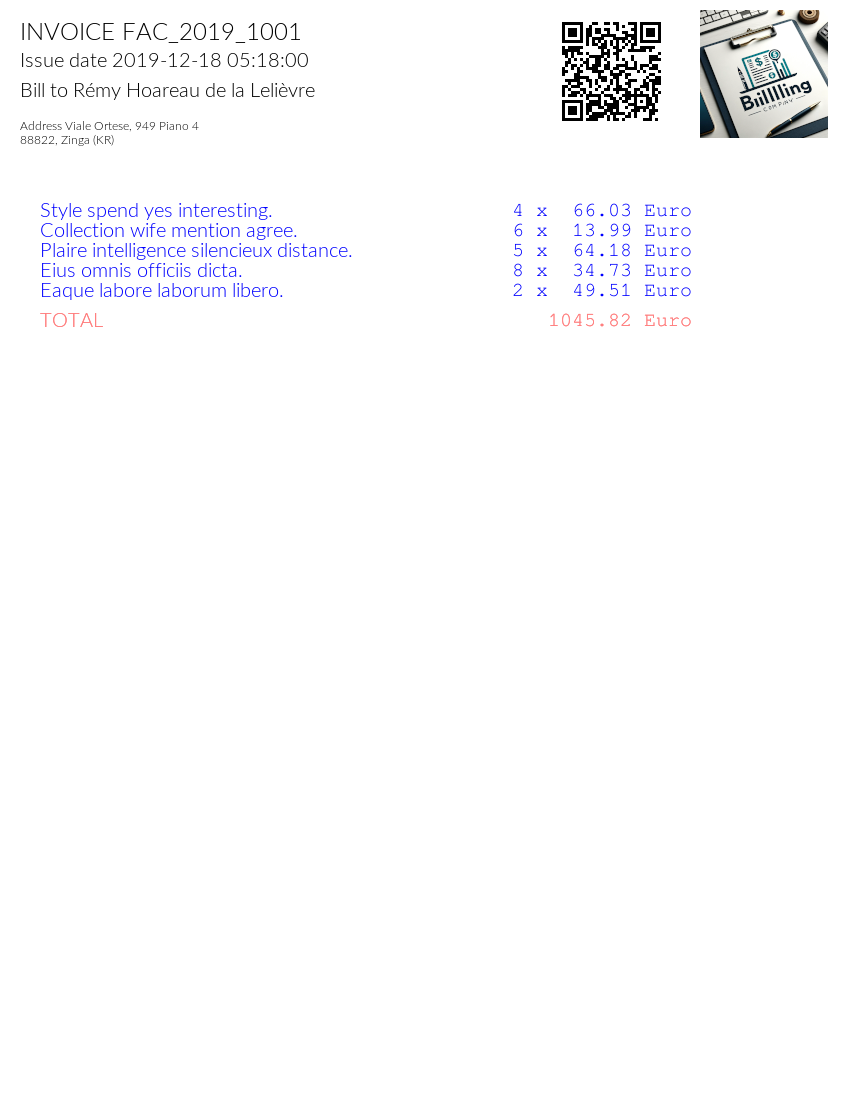 INVOICE FAC_2019_1001
Issue date 2019-12-18 05:18:00
Bill to Rémy Hoareau de la Lelièvre
Address Viale Ortese, 949 Piano 4
88822, Zinga (KR)
Biilllling
COMPINY
Style spend yes interesting. 4 x 66.03 Euro
Collection wife mention agree. 6 x 13.99 Euro
Plaire intelligence silencieux distance. 5 x 64.18 Euro
Eius omnis officiis dicta. 8 x 34.73 Euro
Eaque labore laborum libero. 2 x 49.51 Euro
TOTAL 1045.82 Euro